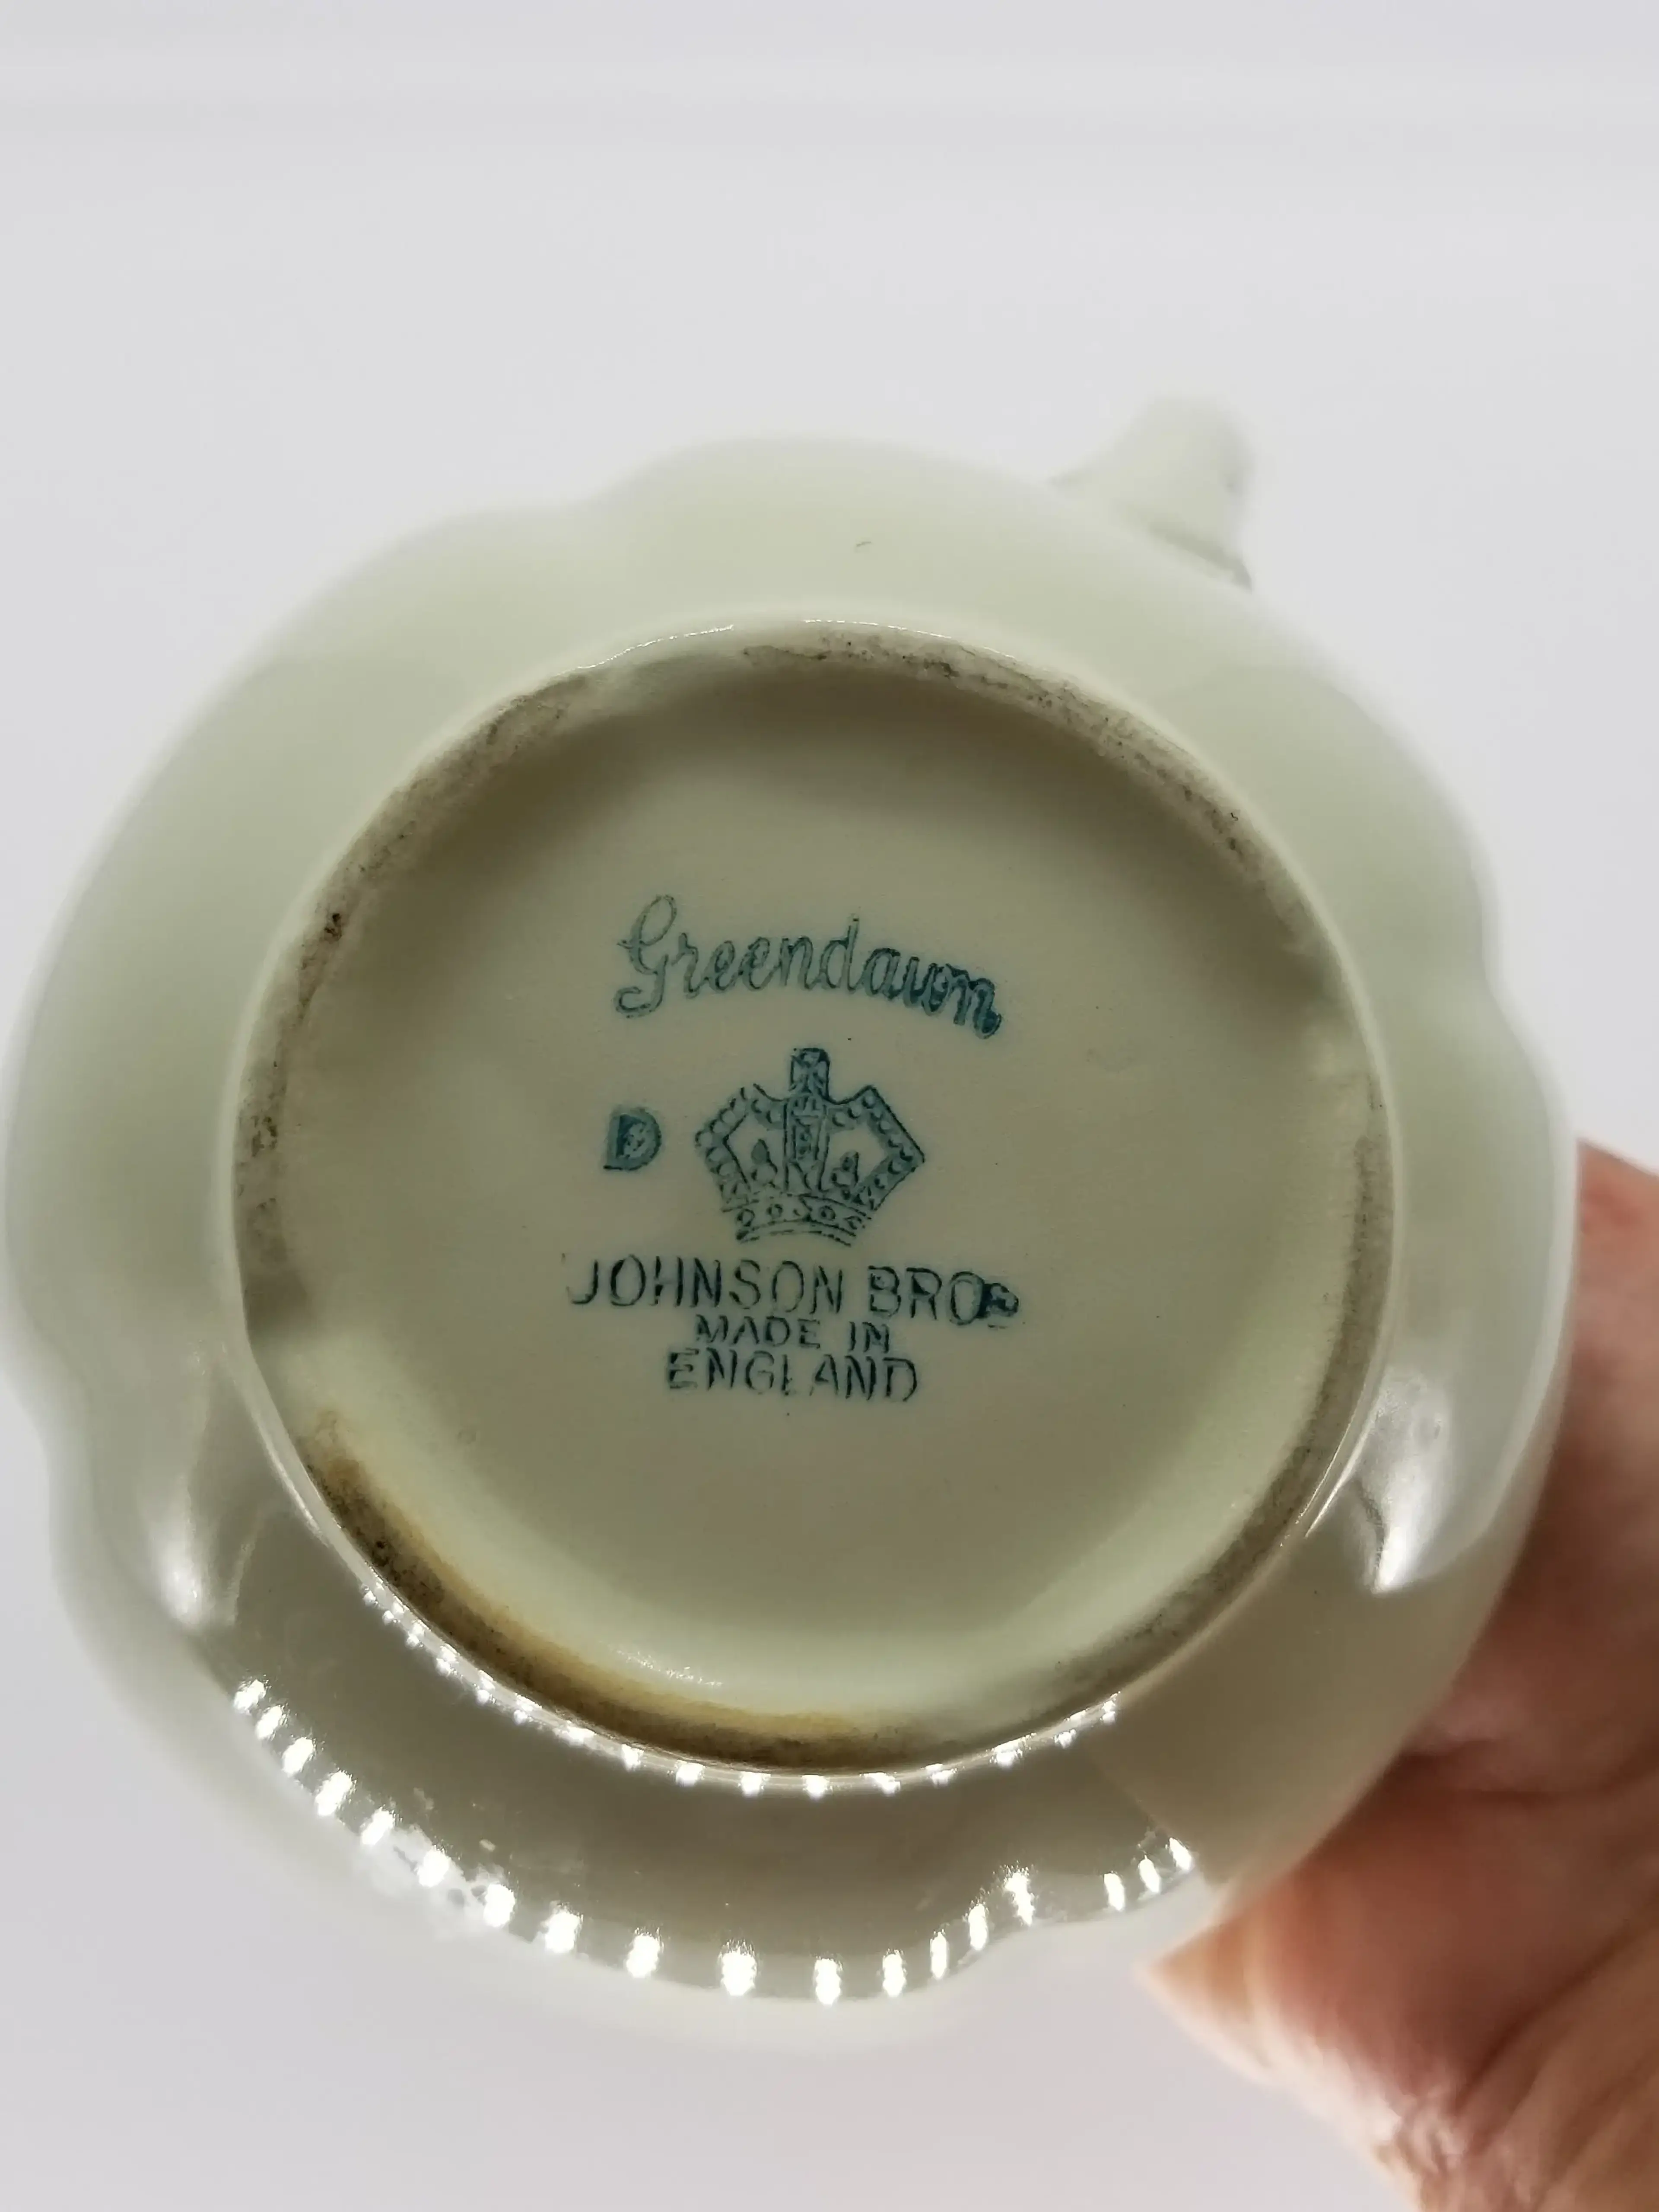 Greendawn
D
JOHNSON BROS
MADE IN
ENGLAND